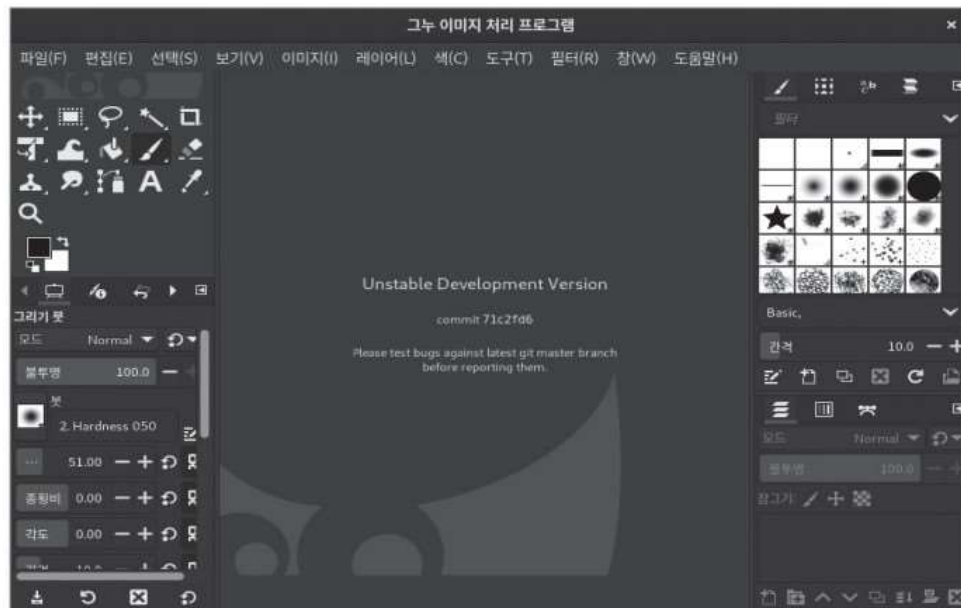 그누 이미지 처리 프로그램
파일(F) 편집(E) 선택(S) 보기(V) 이미지(I) 레이어(L) 색(C) 도구(T) 필터(R) 창(W) 도움말(H)
필터
Unstable Development Version
commit 71c2fd6
Please test bugs against latest git master branch
before reporting them.
그리기 붓
모드 Normal
불투명 100.0
붓
2. Hardness 050
... 51.00
종횡비 0.00
각도 0.00
Basic,
간격 10.0
모드 Normal
불투명 100.0
잠그기: